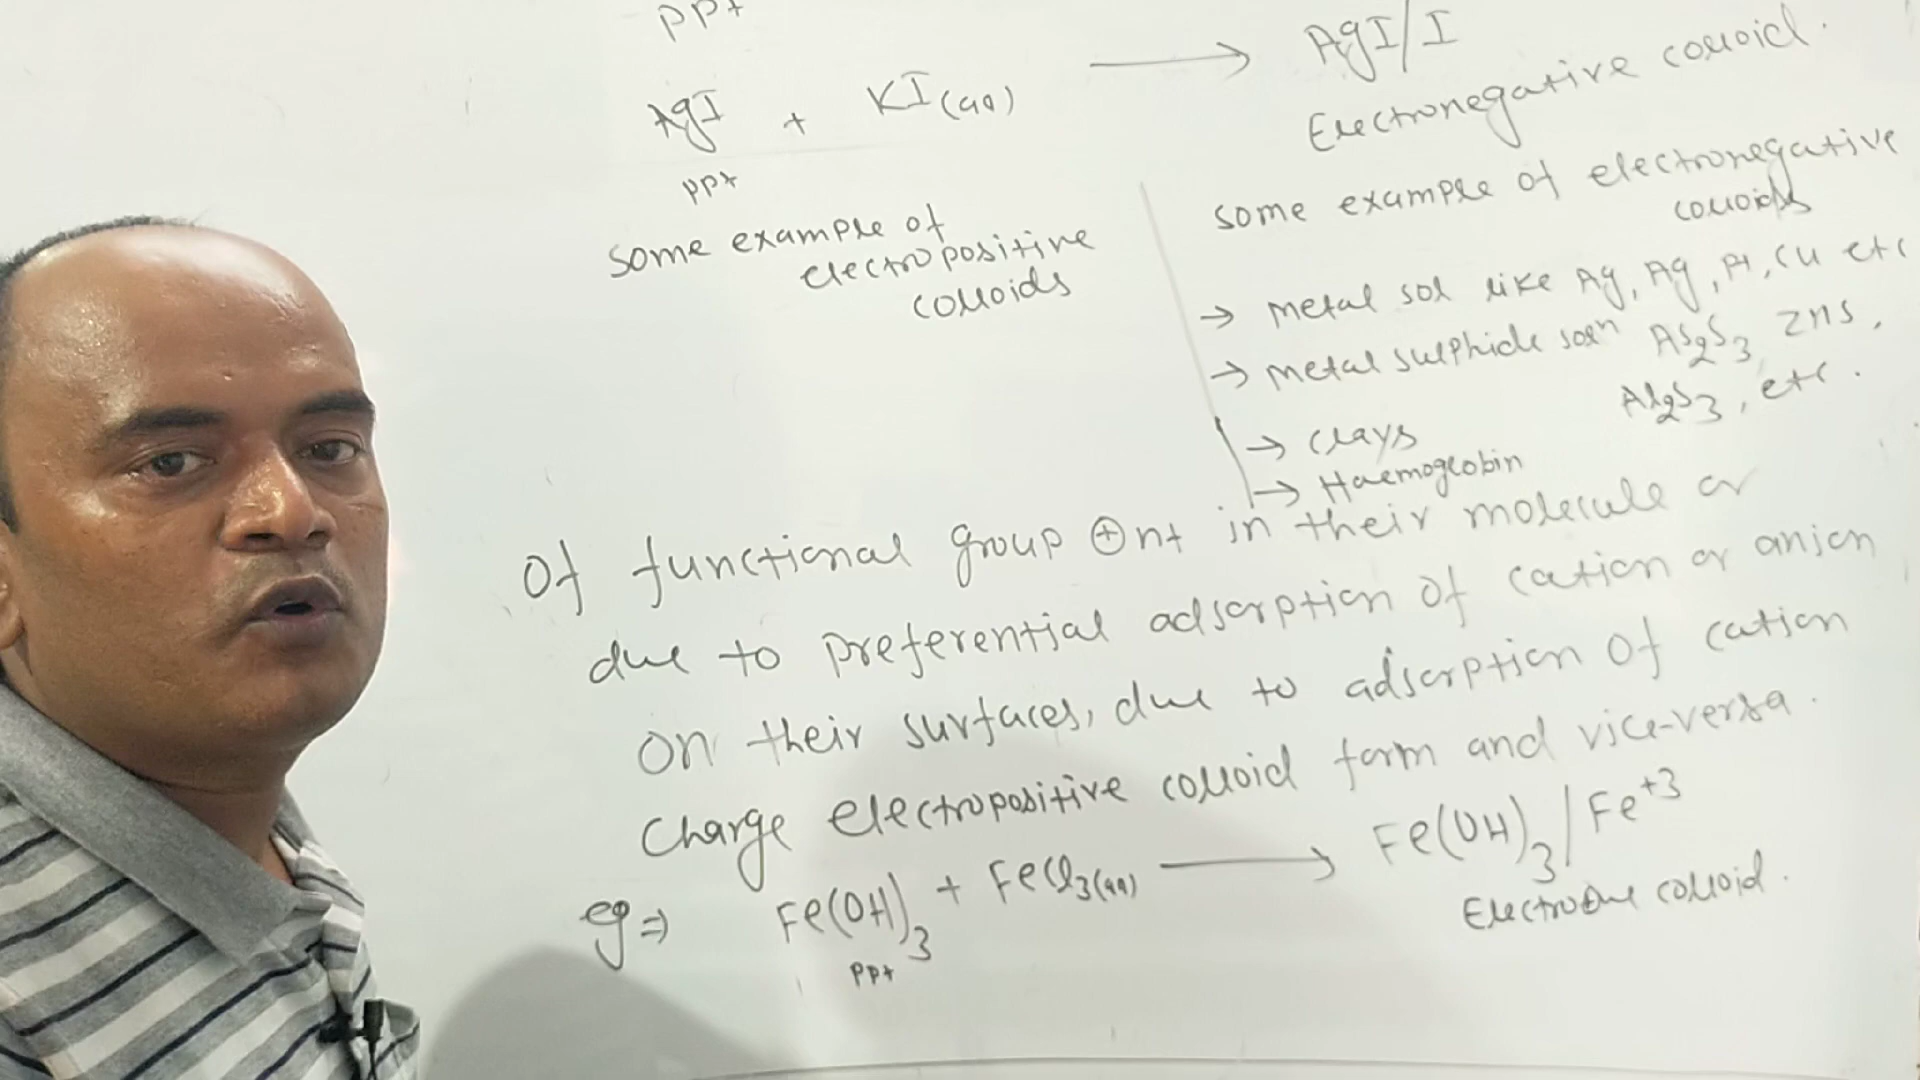 ppt
AgI + KI(aq) ⟶ AgI/I
ppt
Electronegative colloid.
some example of
electropositive
colloids
some example of electronegative
colloids
→ metal sol like Ag, Ag, Pt, Cu etc
→ metal sulphide solⁿ As₂S₃, ZnS,
Al₂S₃, etc.
→ clays
→ Haemoglobin
Of functional group ⊕nt in their molecule or
due to preferential adsorption of cation or anion
on their surfaces, due to adsorption of cation
charge electropositive colloid form and vice-versa.
eg ⇒ Fe(OH)₃ + FeCl₃(aq) ⟶ Fe(OH)₃/Fe⁺³
ppt
Electro⊕ve colloid.